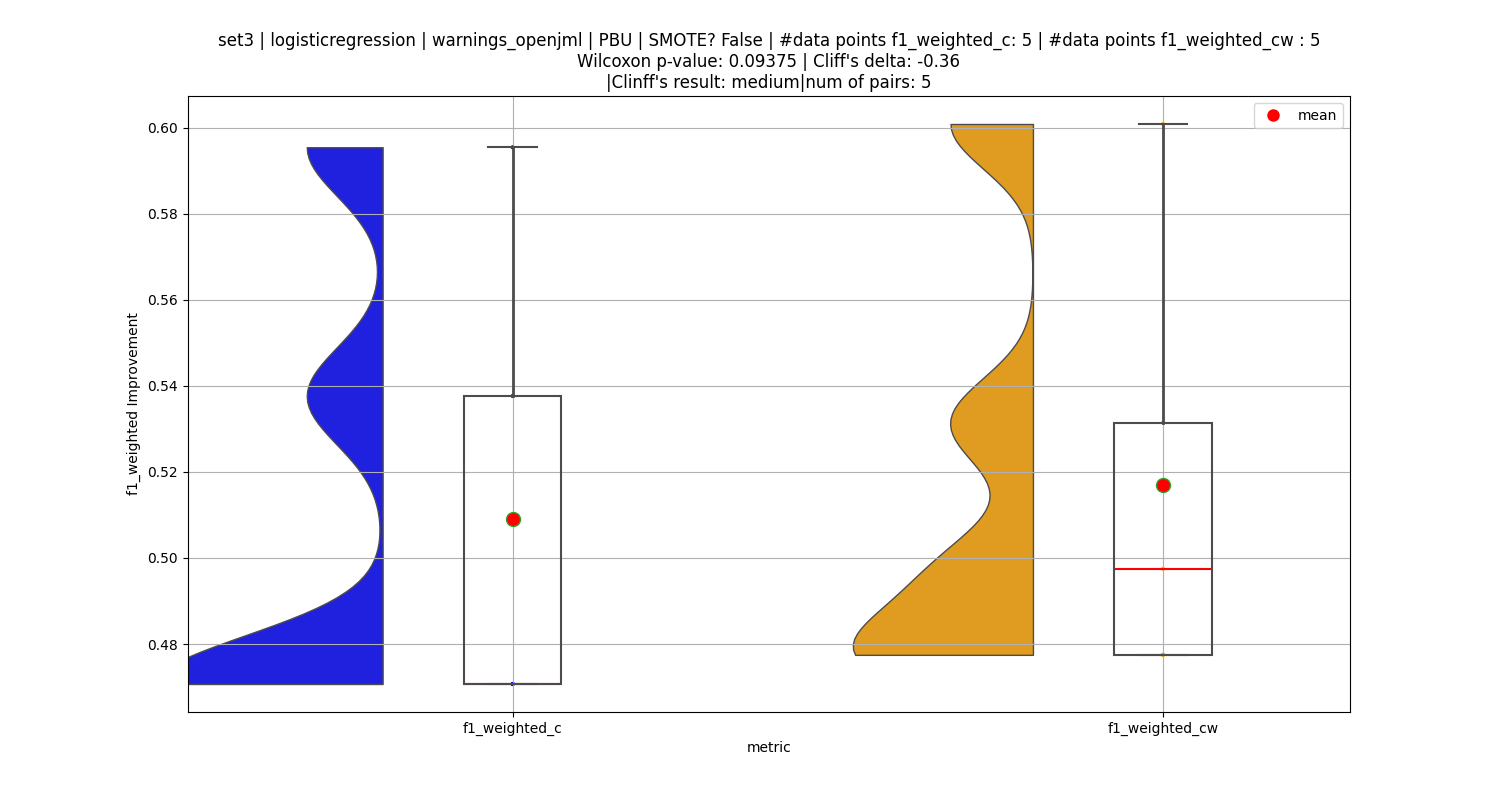 set3 | logisticregression | warnings_openjml | PBU | SMOTE? False | #data points f1_weighted_c: 5 | #data points f1_weighted_cw : 5
Wilcoxon p-value: 0.09375 | Cliff's delta: -0.36
|Clinff's result: medium|num of pairs: 5
mean
0.60
0.58
0.56
0.54
0.52
0.50
0.48
f1_weighted Improvement
f1_weighted_c
f1_weighted_cw
metric